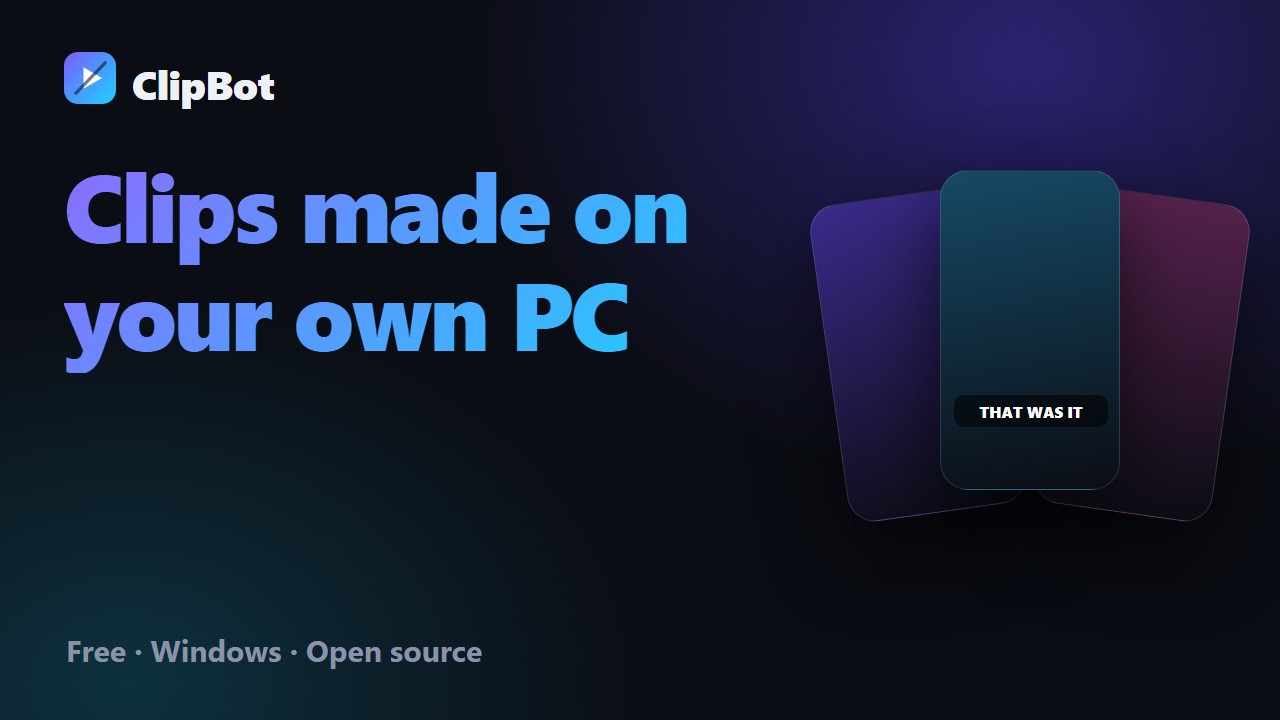 ClipBot
Clips made on
your own PC
THAT WAS IT
Free · Windows · Open source